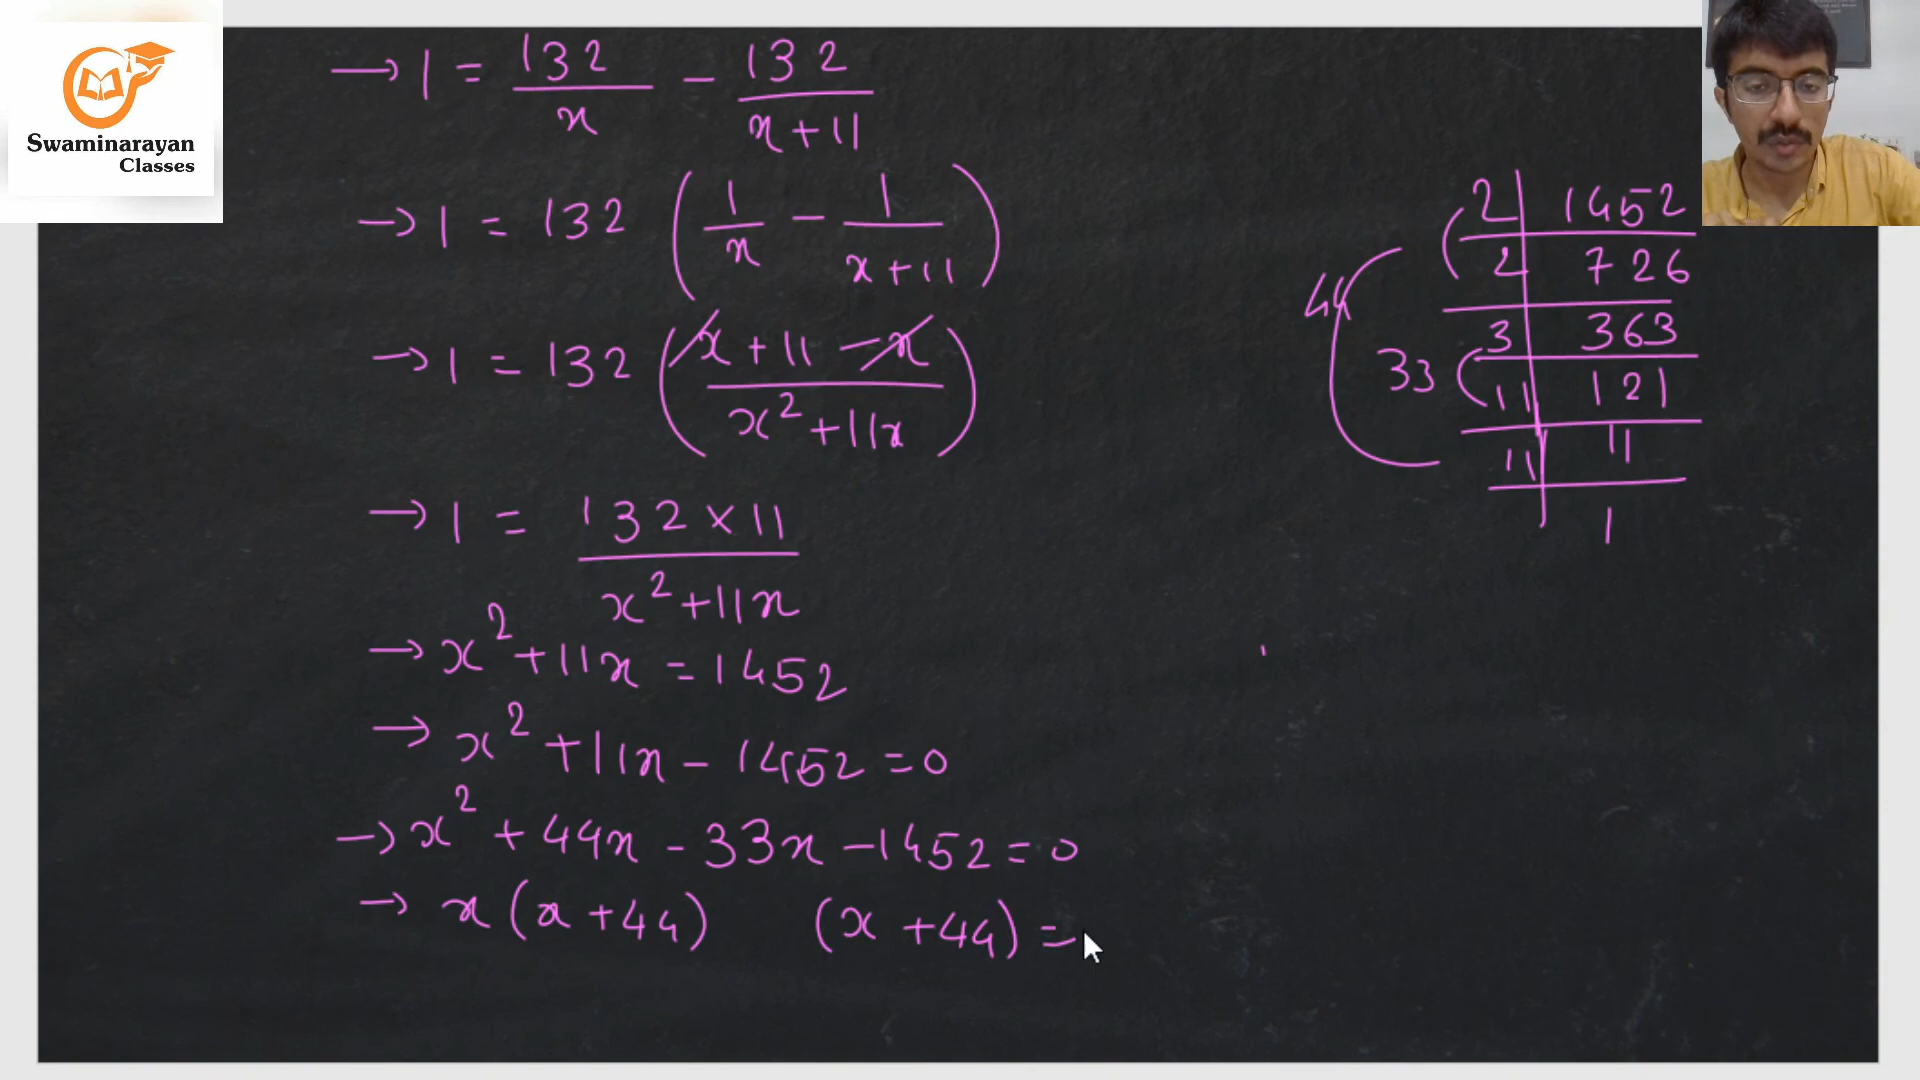 Swaminarayan
Classes
→ 1 = 132/x - 132/(x+11)
→ 1 = 132 (1/x - 1/(x+11))
→ 1 = 132 ((x+11-x)/(x²+11x))
→ 1 = (132×11)/(x²+11x)
→ x²+11x = 1452
→ x²+11x-1452=0
→ x²+44x-33x-1452=0
→ x(x+44) (x+44)=
2 | 1452
2 | 726
44
3 | 363
33
11 | 121
11 | 11
1